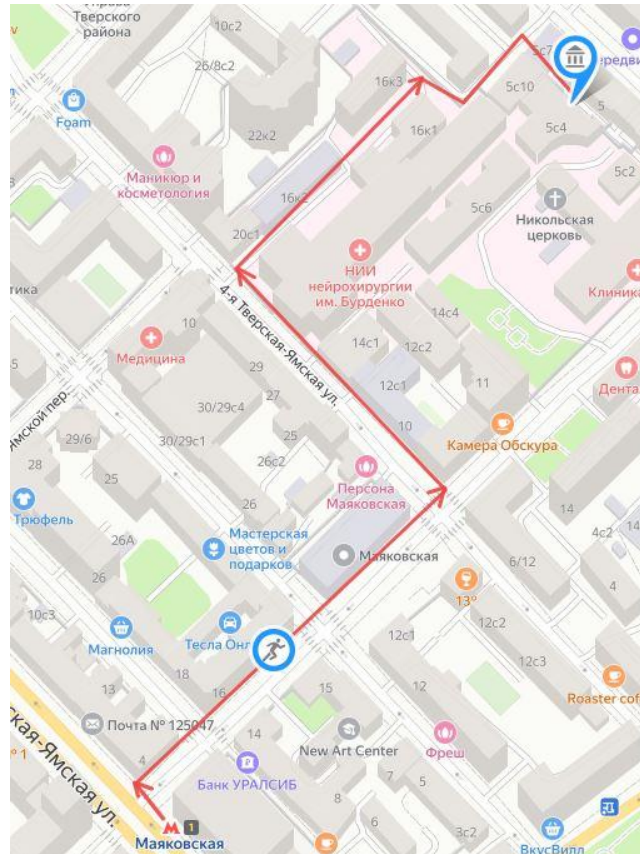 Управа
Тверского
района
10с2
26/8с2
Foam
22к2
16к3
5с7
5с10
5
5с4
16к1
5с2
Маникюр и
косметология
16к2
5с6
Никольская
церковь
20с1
НИИ
нейрохирургии
им. Бурденко
Клиника
тика
4-я Тверская-Ямская ул.
10
Медицина
14с4
14с1
12с2
29
12с1
11
Дента
5
27
30/29с4
10
Ямской пер.
29/6
30/29с1
25
Камера Обскура
28
26с2
25
Персона
Маяковская
Трюфель
26
14
Мастерская
цветов и
подарков
26А
Маяковская
4с2
6/12
26
13°
4
10с3
Магнолия
Тесла Онл
12с1
12с2
12с3
13
18
16
15
12
Roaster cof
Почта № 125047
14
New Art Center
Фреш
ская-Ямская ул.
4
Банк УРАЛСИБ
7
5
° 1
8
6
1
Маяковская
3с2
2
ВкусВилл